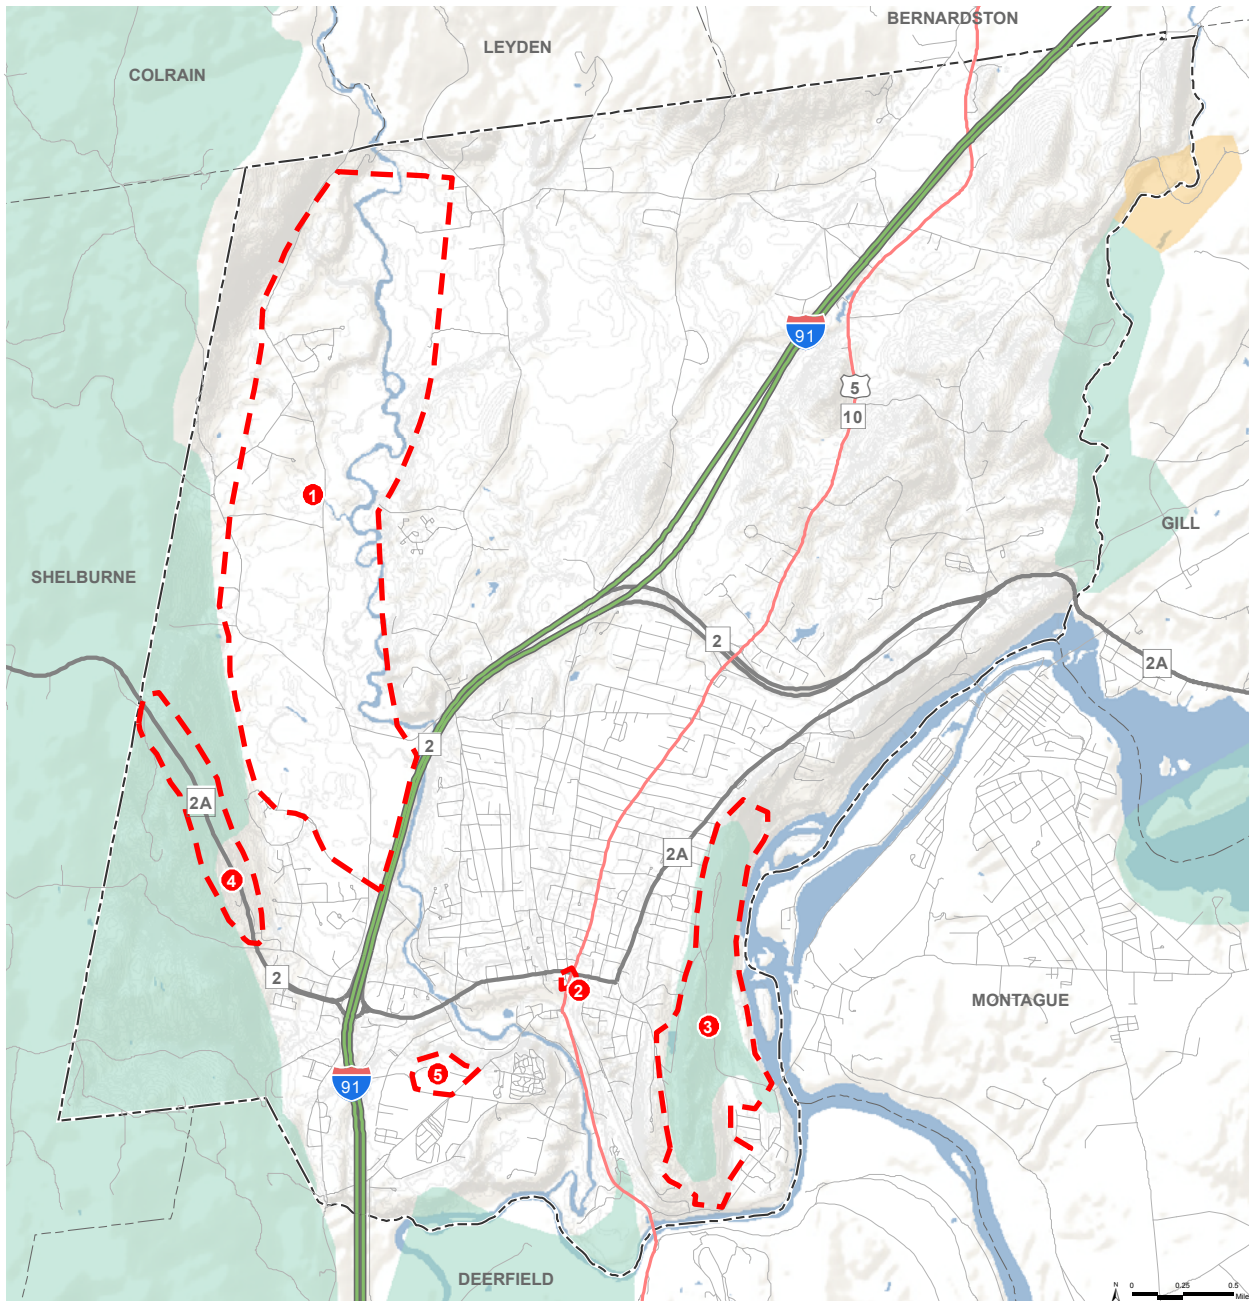 BERNARDSTON
LEYDEN
COLRAIN
91
5
10
1
GILL
SHELBURNE
2
2A
2
2A
2A
4
2
2
MONTAGUE
3
5
91
DEERFIELD
N
0
0.25
0.5
Mile